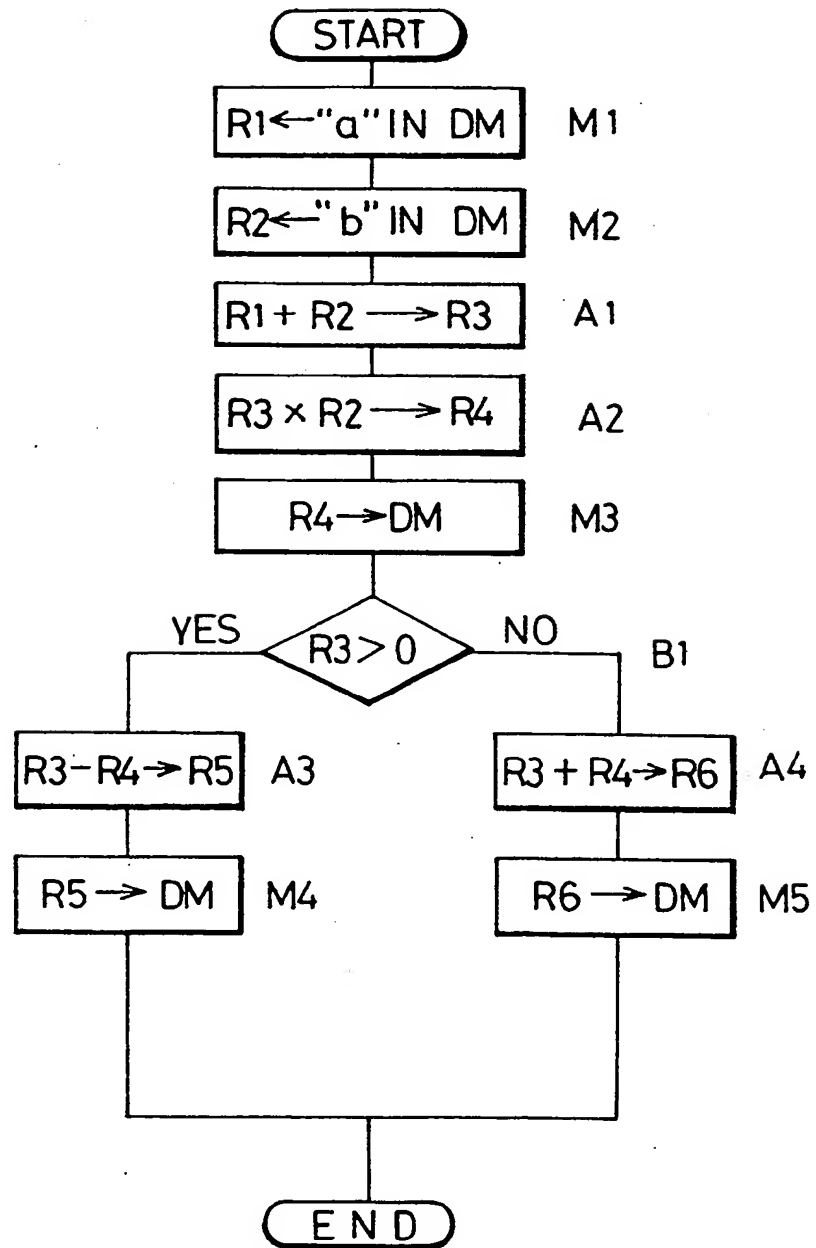 START
R1←"a" IN DM M1
R2←"b" IN DM M2
R1 + R2 → R3 A1
R3 × R2 → R4 A2
R4 → DM M3
YES R3 > 0 NO B1
R3 - R4 → R5 A3 R3 + R4 → R6 A4
R5 → DM M4 R6 → DM M5
END